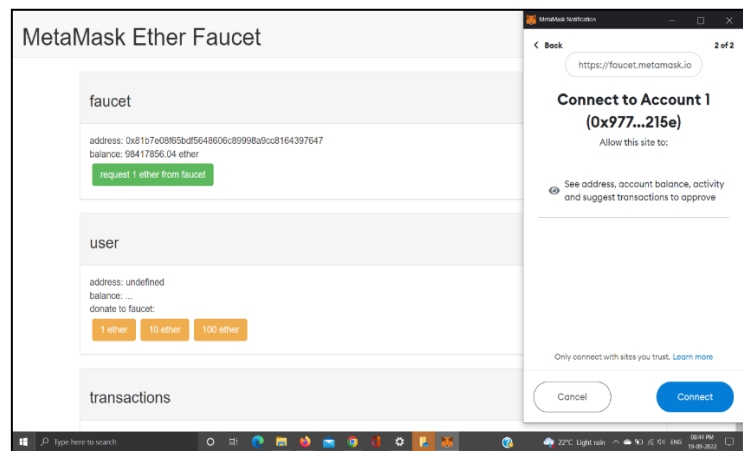 MetaMask Ether Faucet
faucet
address: 0x81b7e08f65bdf5648606c89998a9cc8164397647
balance: 98417856.04 ether
request 1 ether from faucet
user
address: undefined
balance: ...
donate to faucet:
1 ether
10 ether
100 ether
transactions
MetaMask Notification
Back
2 of 2
https://faucet.metamask.io
Connect to Account 1
(0x977...215e)
Allow this site to:
See address, account balance, activity
and suggest transactions to approve
Only connect with sites you trust. Learn more
Cancel
Connect
Type here to search
22°C Light rain
ENG
08:44 PM
19-09-2022